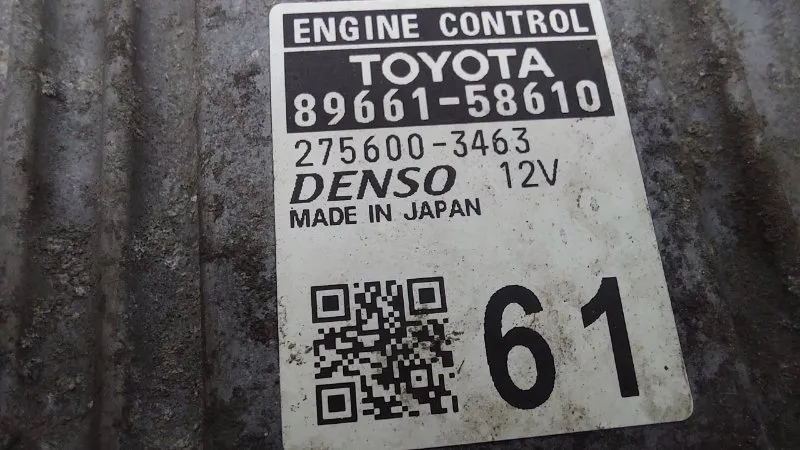 ENGINE CONTROL
TOYOTA
89661-58610
275600-3463
DENSO 12V
MADE IN JAPAN
61